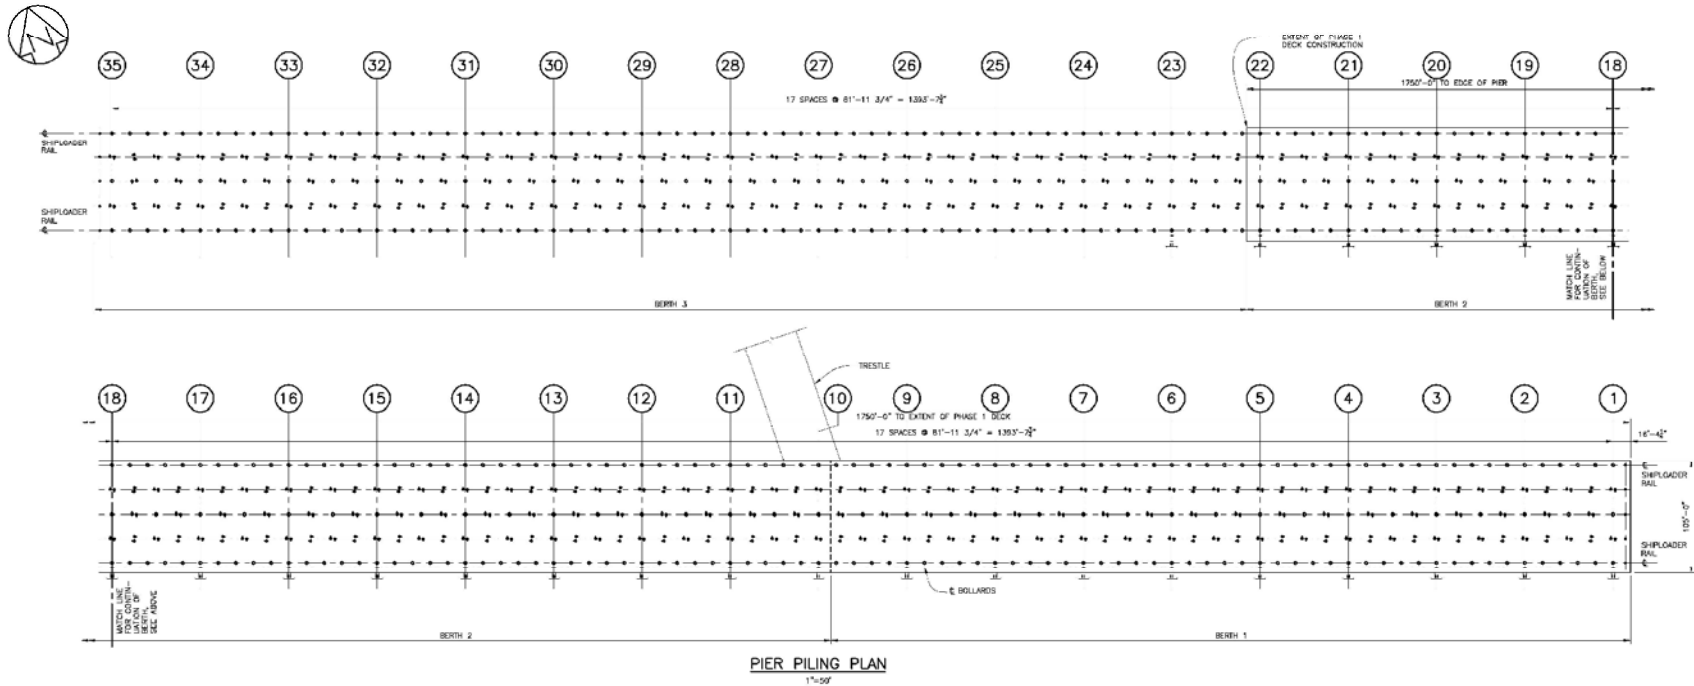 N
EXTENT OF PHASE 1
DECK CONSTRUCTION
35 34 33 32 31 30 29 28 27 26 25 24 23 22 21 20 19 18
1750'-0" TO EDGE OF PIER
17 SPACES @ 81'-11 3/4" = 1393'-7¾"
℄
SHIPLOADER
RAIL
SHIPLOADER
RAIL
℄
MATCH LINE
FOR CONTIN-
UATION OF
BERTH,
SEE BELOW
BERTH 3
BERTH 2
TRESTLE
18 17 16 15 14 13 12 11 10 9 8 7 6 5 4 3 2 1
1750'-0" TO EXTENT OF PHASE 1 DECK
17 SPACES @ 81'-11 3/4" = 1393'-7¾"
℄
SHIPLOADER
RAIL
105'-0"
SHIPLOADER
RAIL
℄
℄ BOLLARDS
MATCH LINE
FOR CONTIN-
UATION OF
BERTH,
SEE ABOVE
BERTH 2
BERTH 1
PIER PILING PLAN
1"=50'